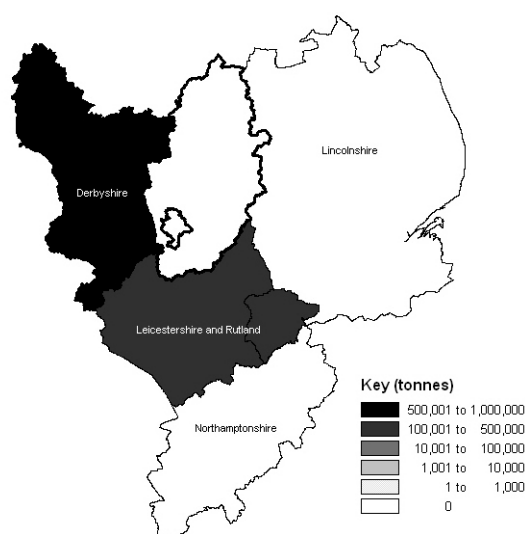 Lincolnshire
Derbyshire
Leicestershire and Rutland
Northamptonshire
Key (tonnes)
500,001 to 1,000,000
100,001 to 500,000
10,001 to 100,000
1,001 to 10,000
1 to 1,000
0